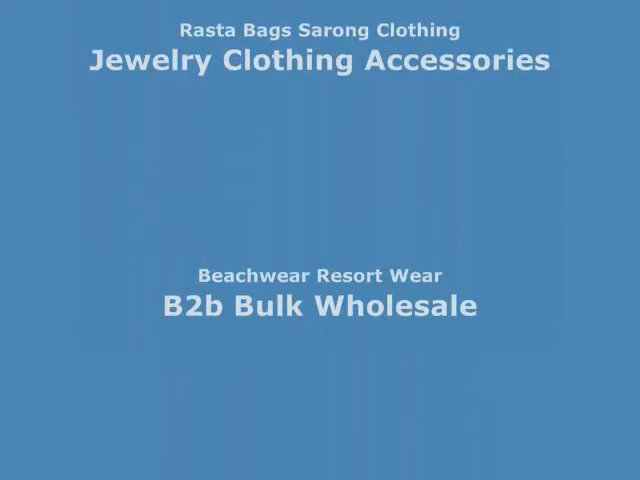 Rasta Bags Sarong Clothing
Jewelry Clothing Accessories
Beachwear Resort Wear
B2b Bulk Wholesale